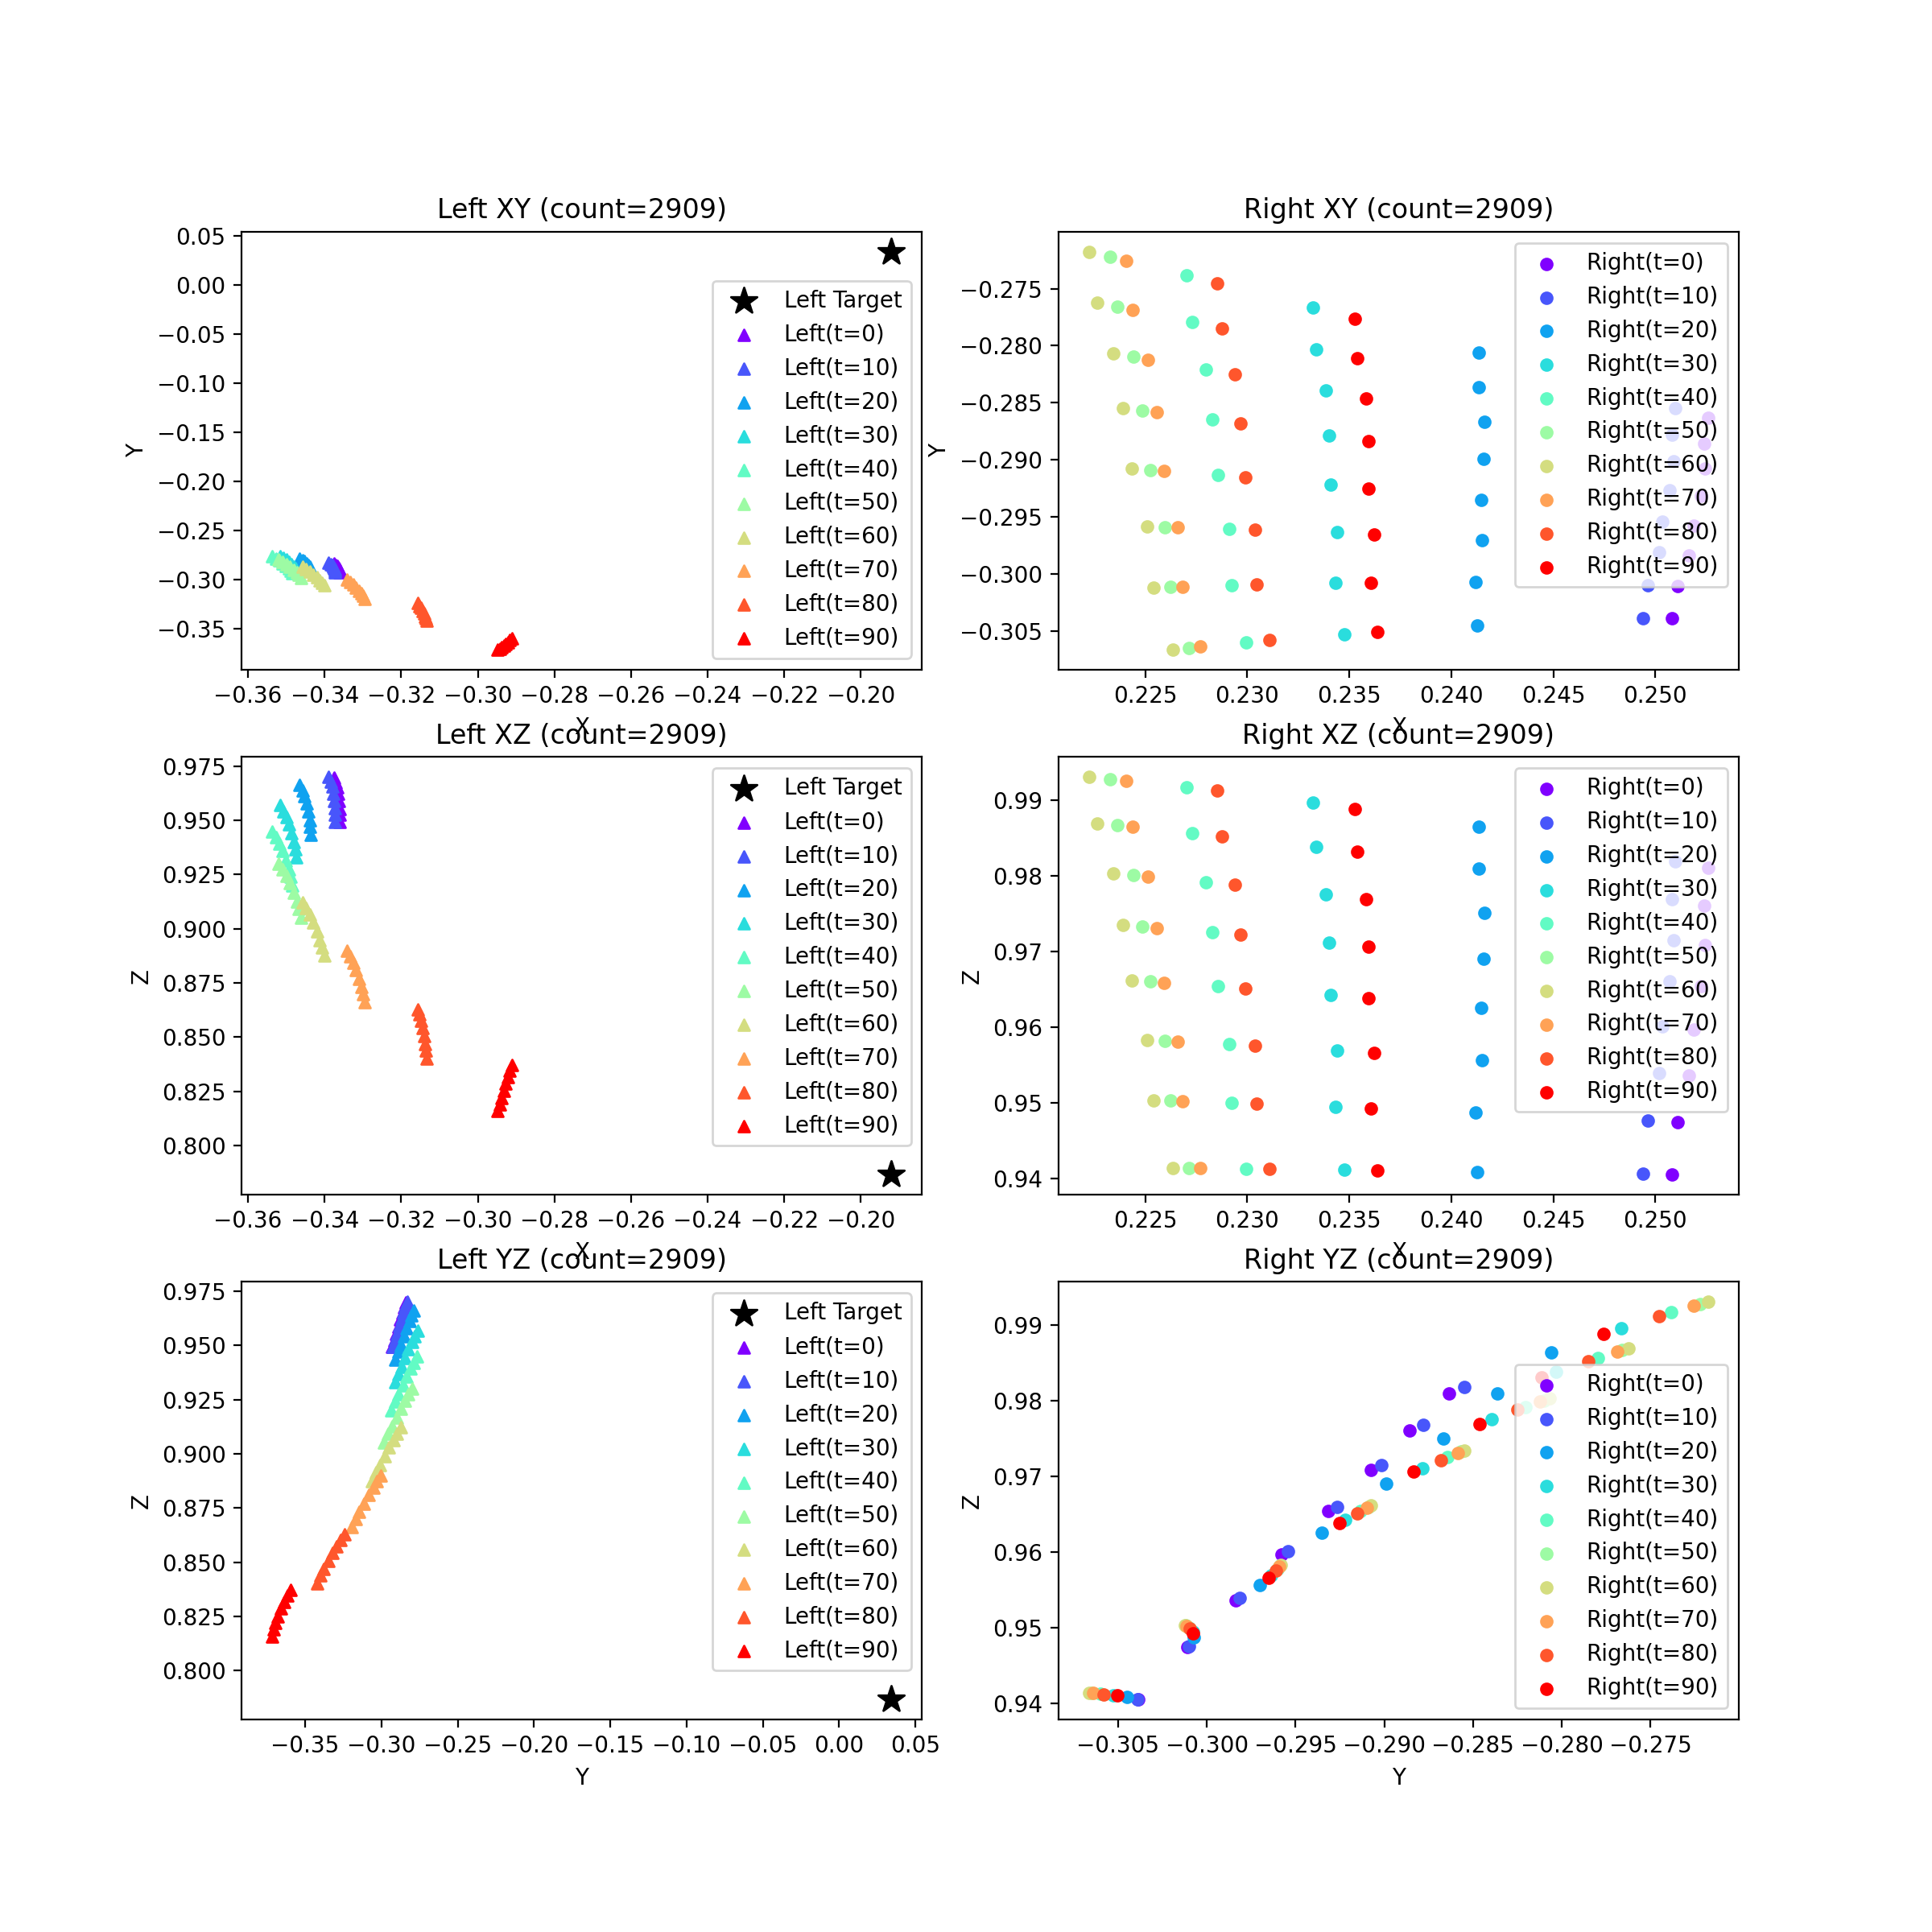 Left XY (count=2909)
0.05
0.00
−0.05
−0.10
−0.15
−0.20
−0.25
−0.30
−0.35
Y
−0.36
−0.34
−0.32
−0.30
−0.28
−0.26
−0.24
−0.22
−0.20
X
Left Target
Left(t=0)
Left(t=10)
Left(t=20)
Left(t=30)
Left(t=40)
Left(t=50)
Left(t=60)
Left(t=70)
Left(t=80)
Left(t=90)
Right XY (count=2909)
−0.275
−0.280
−0.285
−0.290
−0.295
−0.300
−0.305
Y
0.225
0.230
0.235
0.240
0.245
0.250
X
Right(t=0)
Right(t=10)
Right(t=20)
Right(t=30)
Right(t=40)
Right(t=50)
Right(t=60)
Right(t=70)
Right(t=80)
Right(t=90)
Left XZ (count=2909)
0.975
0.950
0.925
0.900
0.875
0.850
0.825
0.800
Z
−0.36
−0.34
−0.32
−0.30
−0.28
−0.26
−0.24
−0.22
−0.20
X
Left Target
Left(t=0)
Left(t=10)
Left(t=20)
Left(t=30)
Left(t=40)
Left(t=50)
Left(t=60)
Left(t=70)
Left(t=80)
Left(t=90)
Right XZ (count=2909)
0.99
0.98
0.97
0.96
0.95
0.94
Z
0.225
0.230
0.235
0.240
0.245
0.250
X
Right(t=0)
Right(t=10)
Right(t=20)
Right(t=30)
Right(t=40)
Right(t=50)
Right(t=60)
Right(t=70)
Right(t=80)
Right(t=90)
Left YZ (count=2909)
0.975
0.950
0.925
0.900
0.875
0.850
0.825
0.800
Z
−0.35
−0.30
−0.25
−0.20
−0.15
−0.10
−0.05
0.00
0.05
Y
Left Target
Left(t=0)
Left(t=10)
Left(t=20)
Left(t=30)
Left(t=40)
Left(t=50)
Left(t=60)
Left(t=70)
Left(t=80)
Left(t=90)
Right YZ (count=2909)
0.99
0.98
0.97
0.96
0.95
0.94
Z
−0.305
−0.300
−0.295
−0.290
−0.285
−0.280
−0.275
Y
Right(t=0)
Right(t=10)
Right(t=20)
Right(t=30)
Right(t=40)
Right(t=50)
Right(t=60)
Right(t=70)
Right(t=80)
Right(t=90)